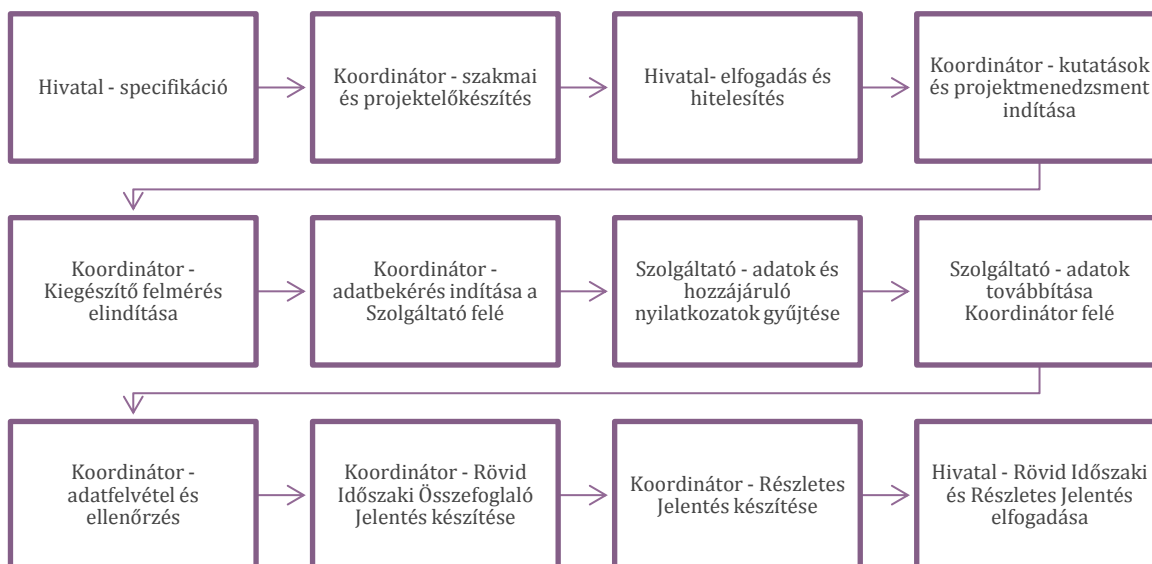 Hivatal - specifikáció
Koordinátor - szakmai
és projektelőkészítés
Hivatal- elfogadás és
hitelesítés
Koordinátor - kutatások
és projektmenedzsment
indítása
Koordinátor -
Kiegészítő felmérés
elindítása
Koordinátor -
adatbekérés indítása a
Szolgáltató felé
Szolgáltató - adatok és
hozzájáruló
nyilatkozatok gyűjtése
Szolgáltató - adatok
továbbítása
Koordinátor felé
Koordinátor -
adatfelvétel és
ellenőrzés
Koordinátor - Rövid
Időszaki Összefoglaló
Jelentés készítése
Koordinátor - Részletes
Jelentés készítése
Hivatal - Rövid Időszaki
és Részletes Jelentés
elfogadása